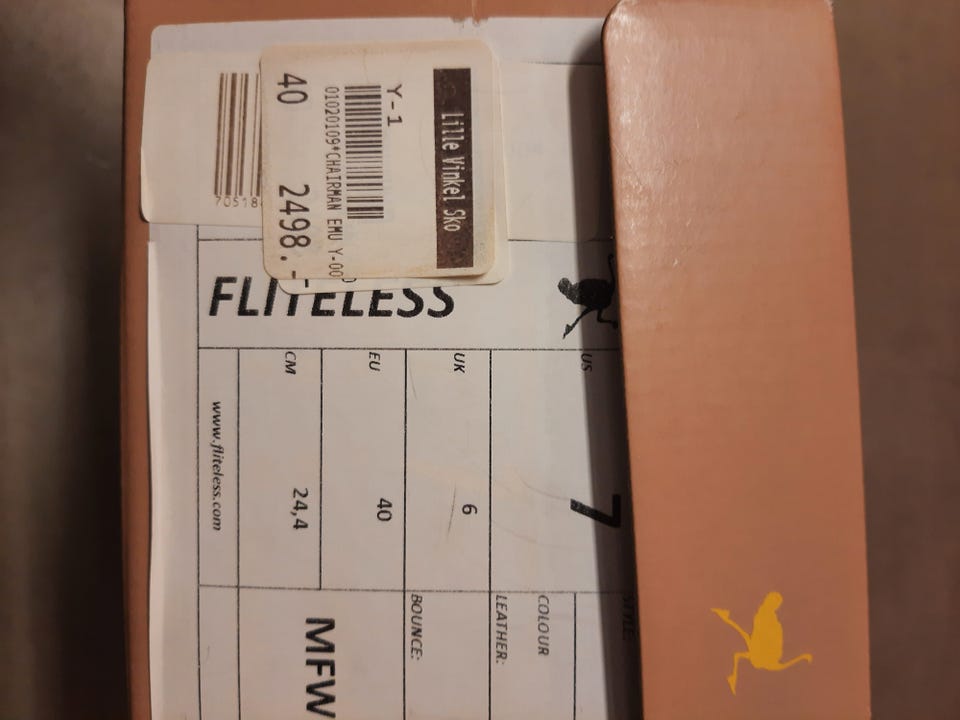 Lille Vinkel Sko
Y-1
01020109*CHAIRMAN EMU Y-00
40 2498.-
70518
FLITELESS
US 7
UK 6
EU 40
CM 24,4
www.fliteless.com
COLOUR
LEATHER:
BOUNCE:
MFW